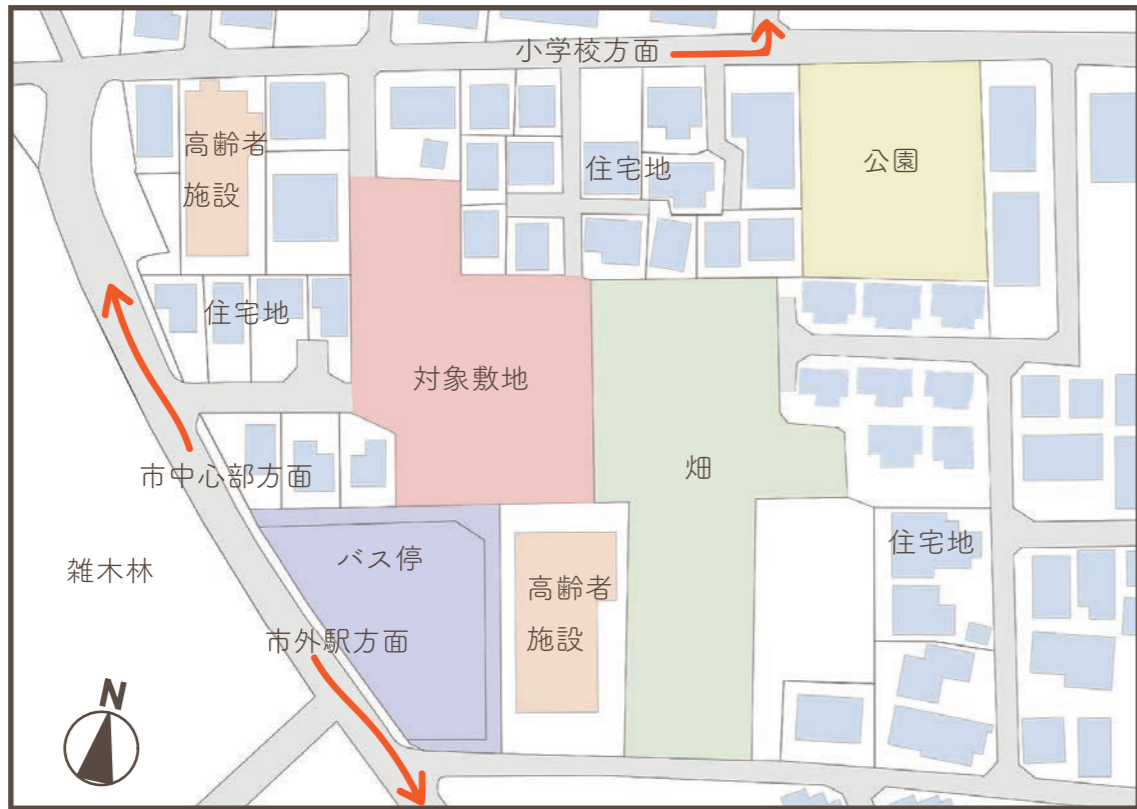 小学校方面
高齢者
施設
住宅地
公園
住宅地
対象敷地
市中心部方面
畑
雑木林
バス停
高齢者
施設
住宅地
市外駅方面
N